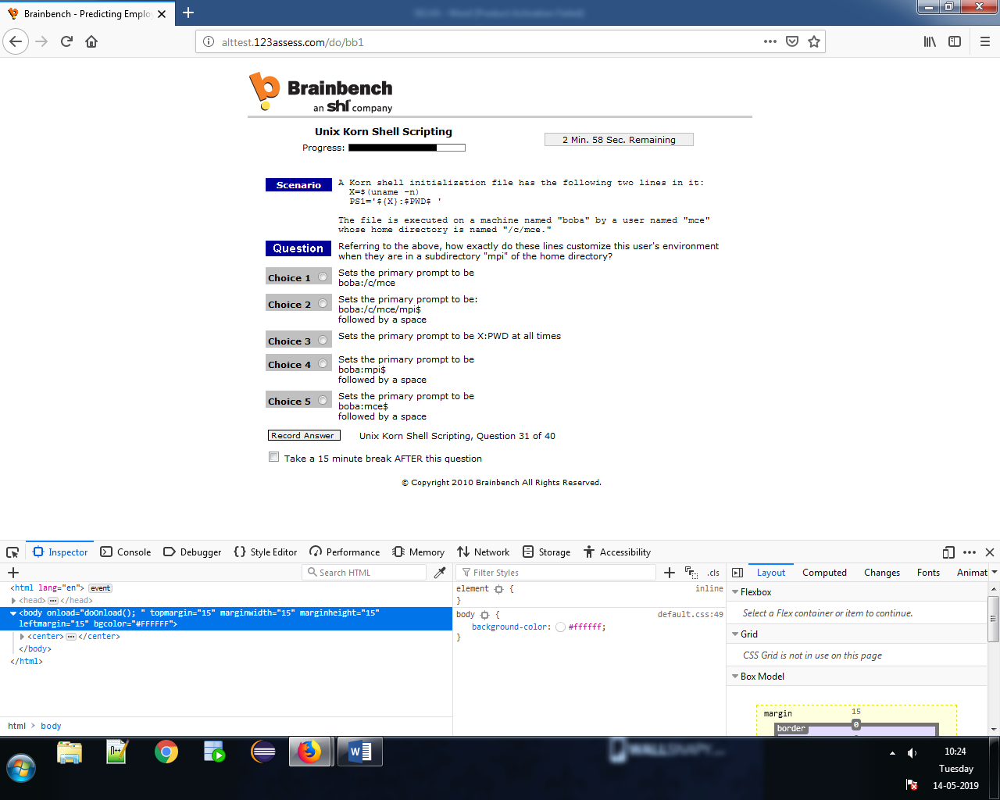 Brainbench - Predicting Emplo
alttest.123assess.com/do/bb1
Brainbench
an shl company
Unix Korn Shell Scripting
Progress:
2 Min. 58 Sec. Remaining
Scenario
A Korn shell initialization file has the following two lines in it:
X=$(uname -n)
PS1='${X}:$PWD$ '
The file is executed on a machine named "boba" by a user named "mce"
whose home directory is named "/c/mce."
Question
Referring to the above, how exactly do these lines customize this user's environment
when they are in a subdirectory "mpi" of the home directory?
Choice 1
Sets the primary prompt to be
boba:/c/mce
Choice 2
Sets the primary prompt to be:
boba:/c/mce/mpi$
followed by a space
Choice 3
Sets the primary prompt to be X:PWD at all times
Choice 4
Sets the primary prompt to be
boba:mpi$
followed by a space
Choice 5
Sets the primary prompt to be
boba:mce$
followed by a space
Record Answer
Unix Korn Shell Scripting, Question 31 of 40
Take a 15 minute break AFTER this question
© Copyright 2010 Brainbench All Rights Reserved.
Inspector Console Debugger Style Editor Performance Memory Network Storage Accessibility
Search HTML
Filter Styles
.cls
Layout Computed Changes Fonts Animat
<html lang="en"> event
<head> </head>
<body onload="doOnload(); " topmargin="15" marginwidth="15" marginheight="15"
leftmargin="15" bgcolor="#FFFFFF">
<center> </center>
</body>
</html>
html > body
element { inline
}
body { default.css:49
background-color: #ffffff;
}
Flexbox
Select a Flex container or item to continue.
Grid
CSS Grid is not in use on this page
Box Model
margin 15
border 0
10:24
Tuesday
14-05-2019